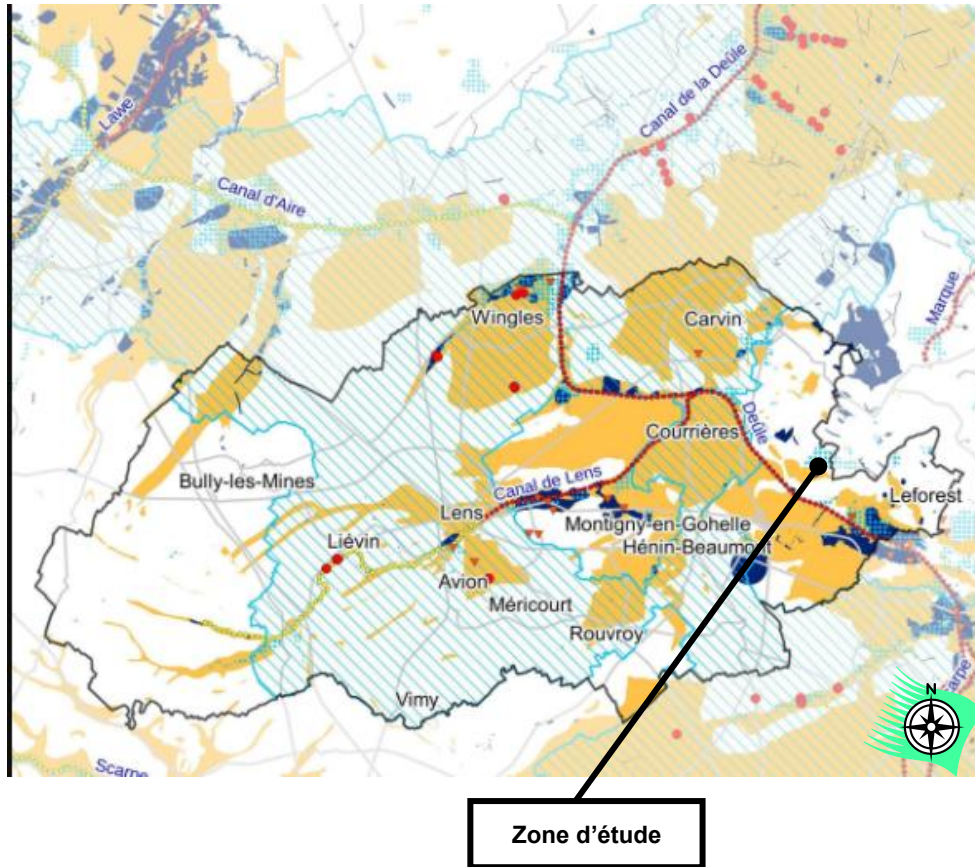 Lawe
Canal de la Deûle
Canal d'Aire
Marque
Wingles
Carvin
Deûle
Courrières
Bully-les-Mines
Canal de Lens
Leforest
Lens
Montigny-en-Gohelle
Liévin
Hénin-Beaumont
Avion
Méricourt
Rouvroy
Vimy
N
Scarpe
Zone d'étude